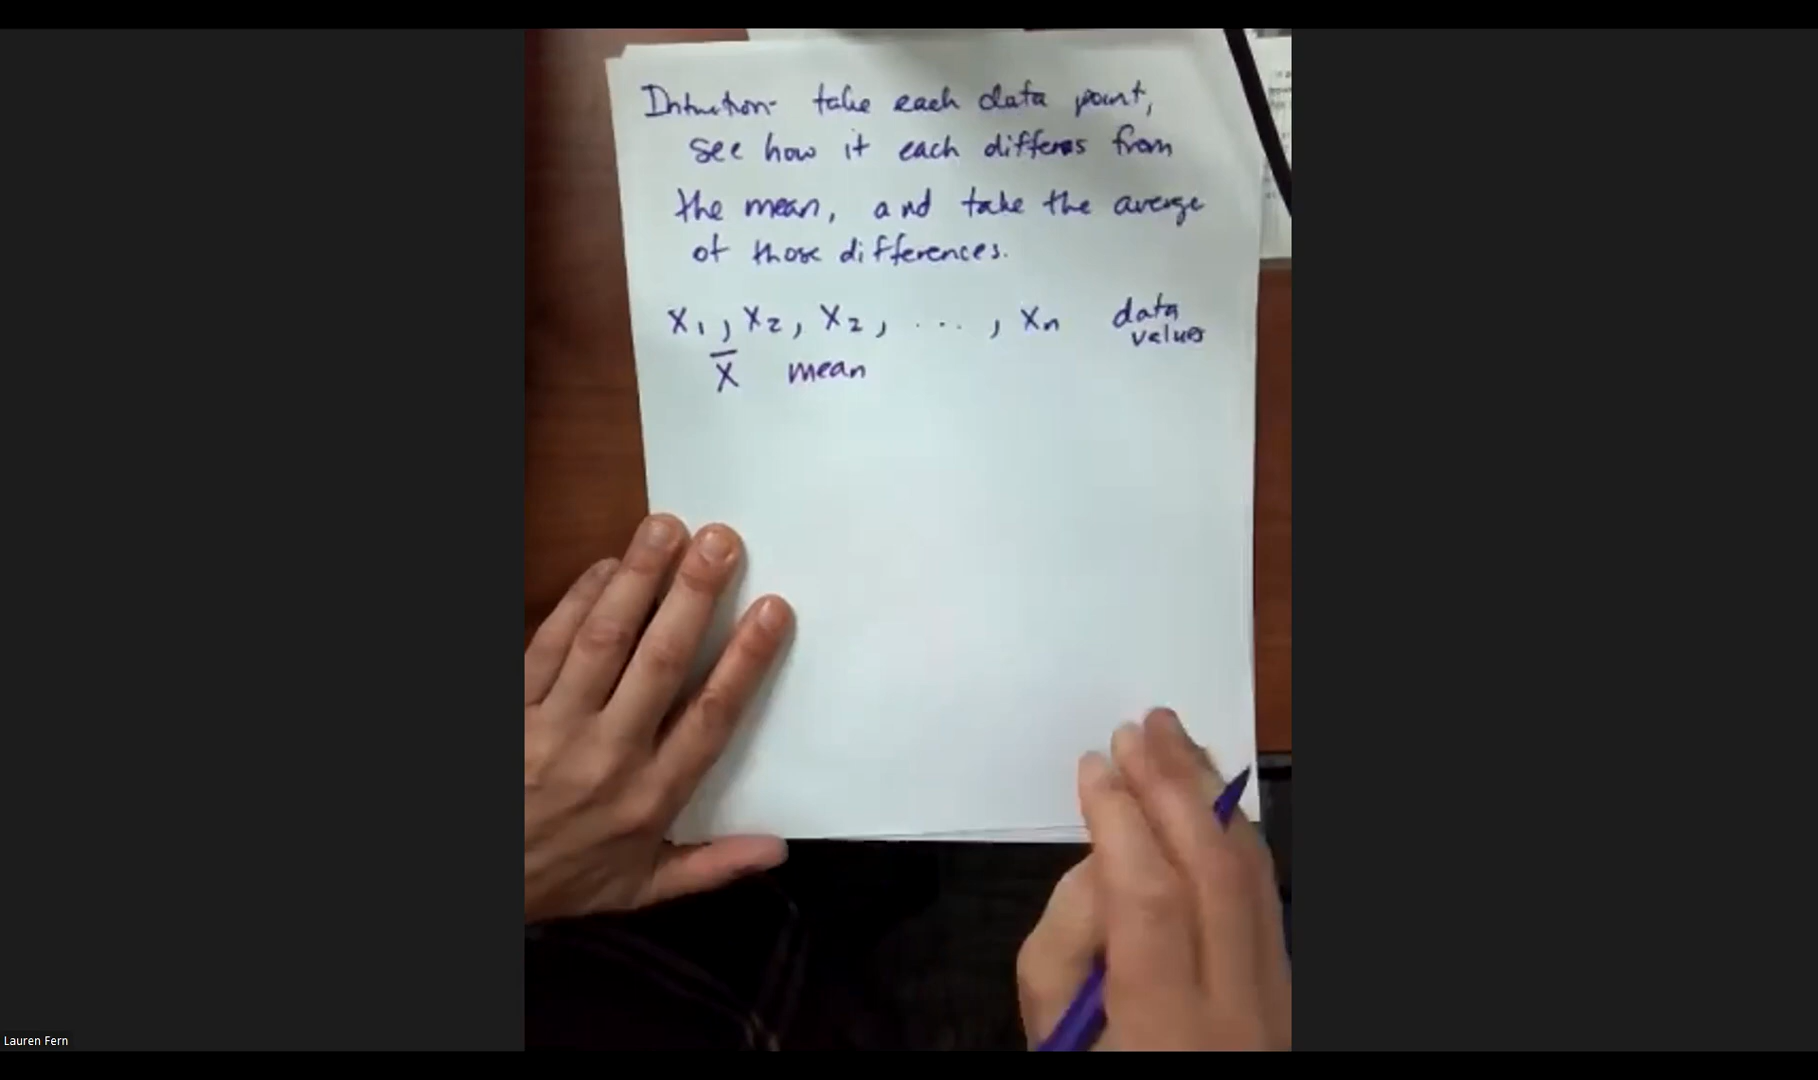 Intuition- take each data point,
see how it each differs from
the mean, and take the average
of those differences.
X₁, X₂, X₂, ..., Xn data values
X̄ mean
Lauren Fern